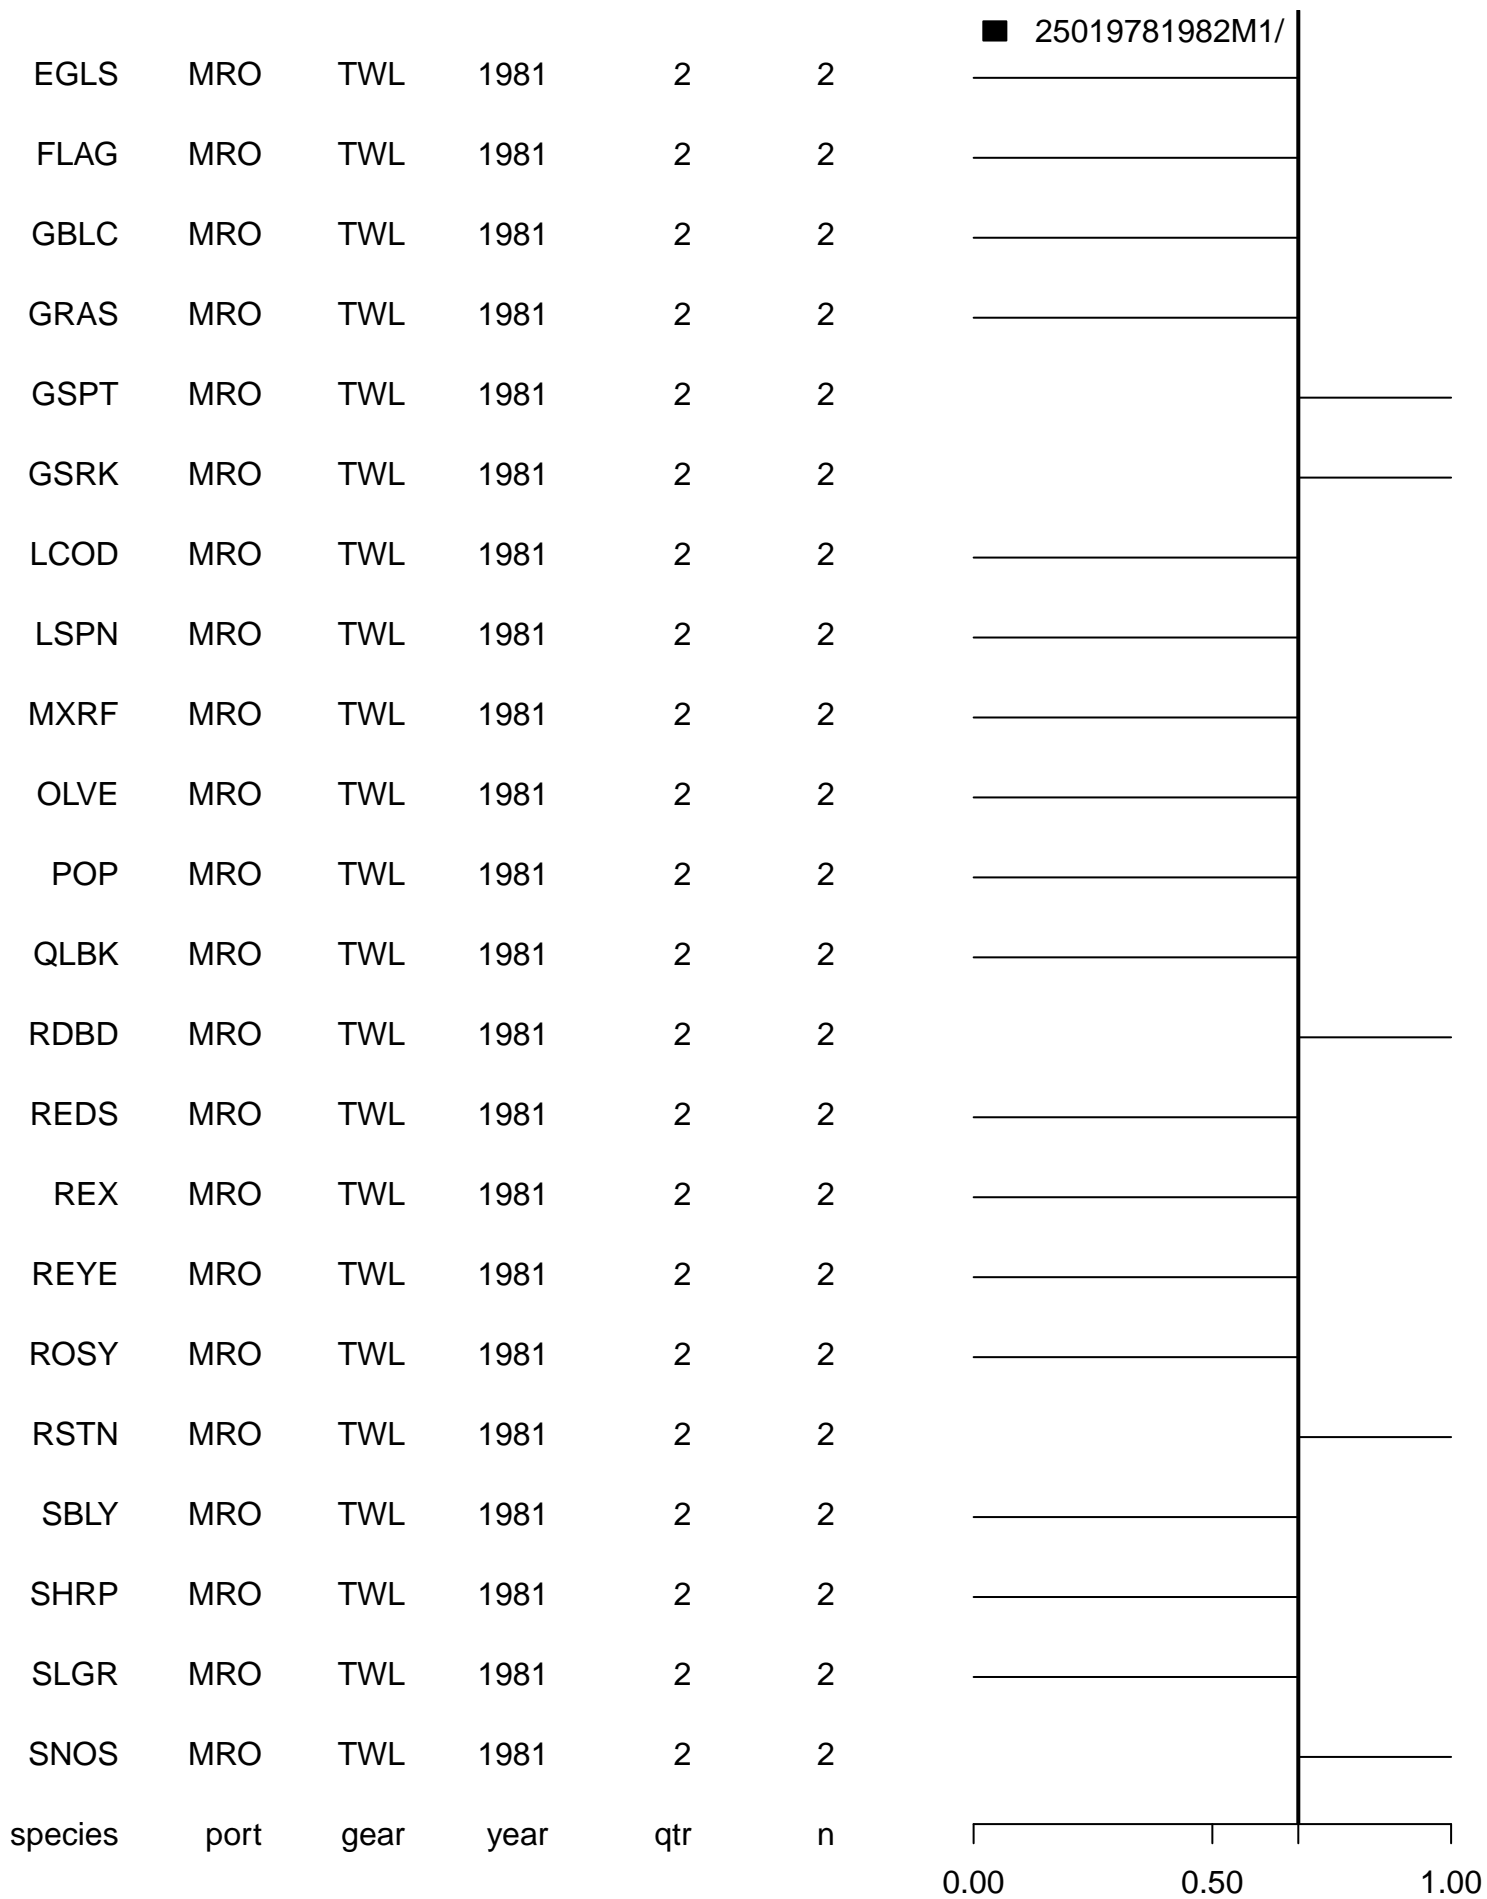 25019781982M1/
EGLS MRO TWL 1981 2 2
FLAG MRO TWL 1981 2 2
GBLC MRO TWL 1981 2 2
GRAS MRO TWL 1981 2 2
GSPT MRO TWL 1981 2 2
GSRK MRO TWL 1981 2 2
LCOD MRO TWL 1981 2 2
LSPN MRO TWL 1981 2 2
MXRF MRO TWL 1981 2 2
OLVE MRO TWL 1981 2 2
POP MRO TWL 1981 2 2
QLBK MRO TWL 1981 2 2
RDBD MRO TWL 1981 2 2
REDS MRO TWL 1981 2 2
REX MRO TWL 1981 2 2
REYE MRO TWL 1981 2 2
ROSY MRO TWL 1981 2 2
RSTN MRO TWL 1981 2 2
SBLY MRO TWL 1981 2 2
SHRP MRO TWL 1981 2 2
SLGR MRO TWL 1981 2 2
SNOS MRO TWL 1981 2 2
species port gear year qtr n
0.00 0.50 1.00